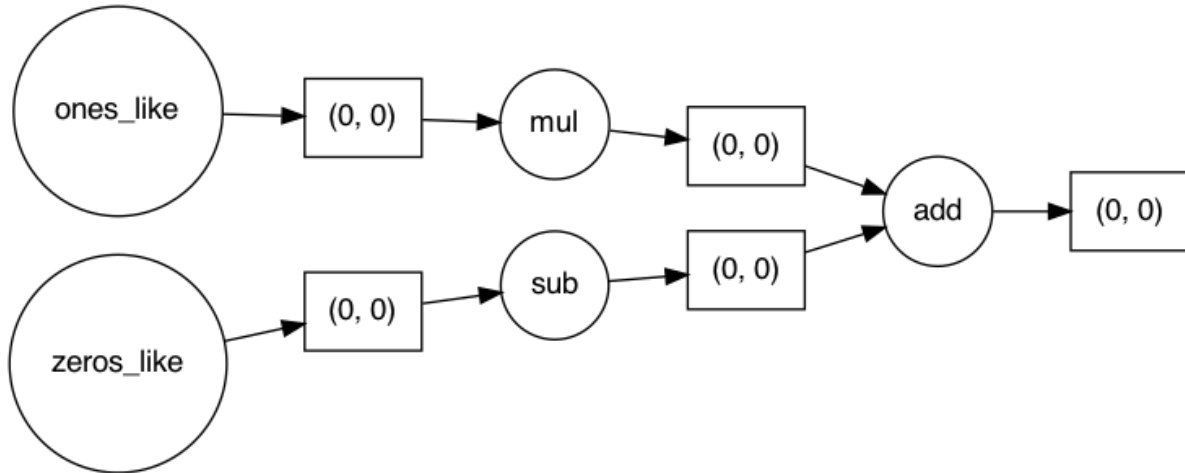 ones_like
(0, 0)
mul
(0, 0)
add
(0, 0)
zeros_like
(0, 0)
sub
(0, 0)